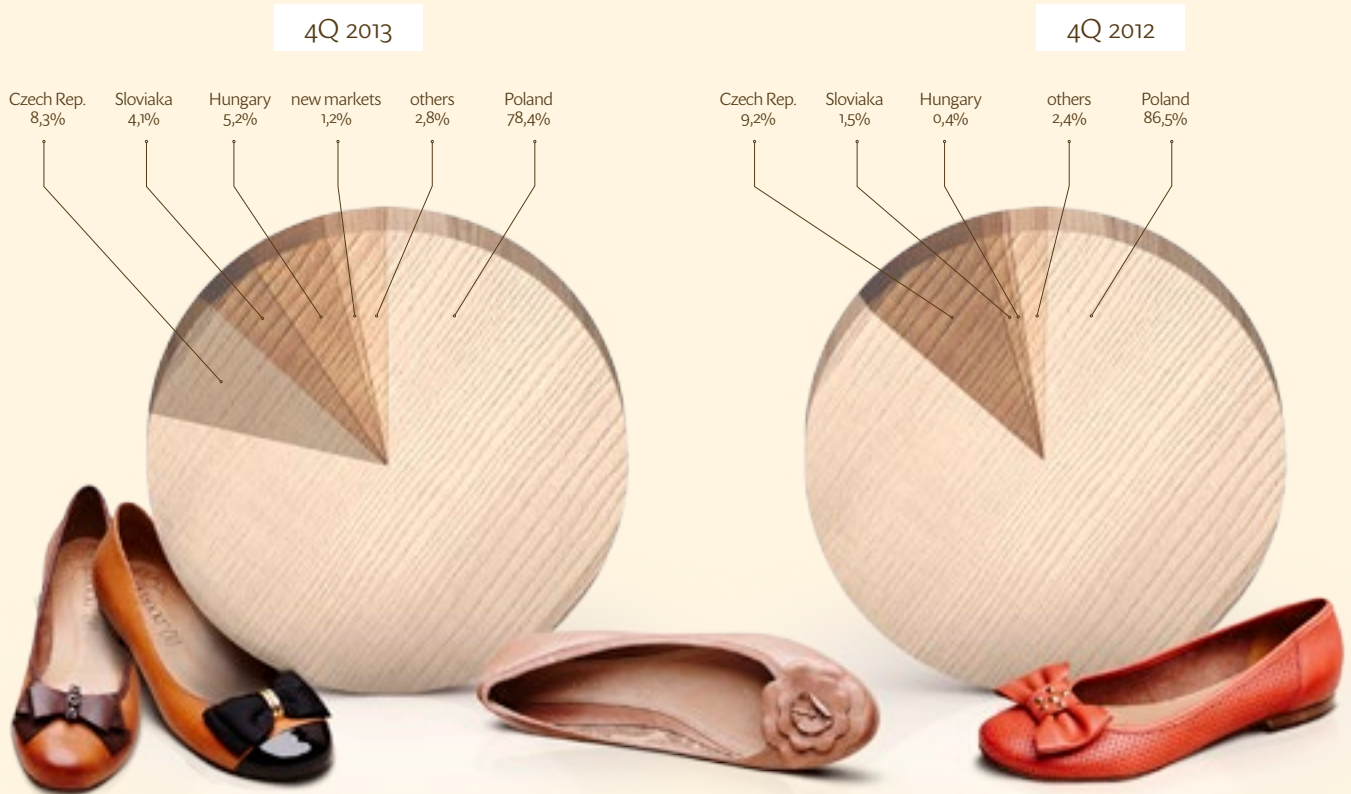 4Q 2013
Czech Rep.
8,3%
Sloviaka
4,1%
Hungary
5,2%
new markets
1,2%
others
2,8%
Poland
78,4%
4Q 2012
Czech Rep.
9,2%
Sloviaka
1,5%
Hungary
0,4%
others
2,4%
Poland
86,5%